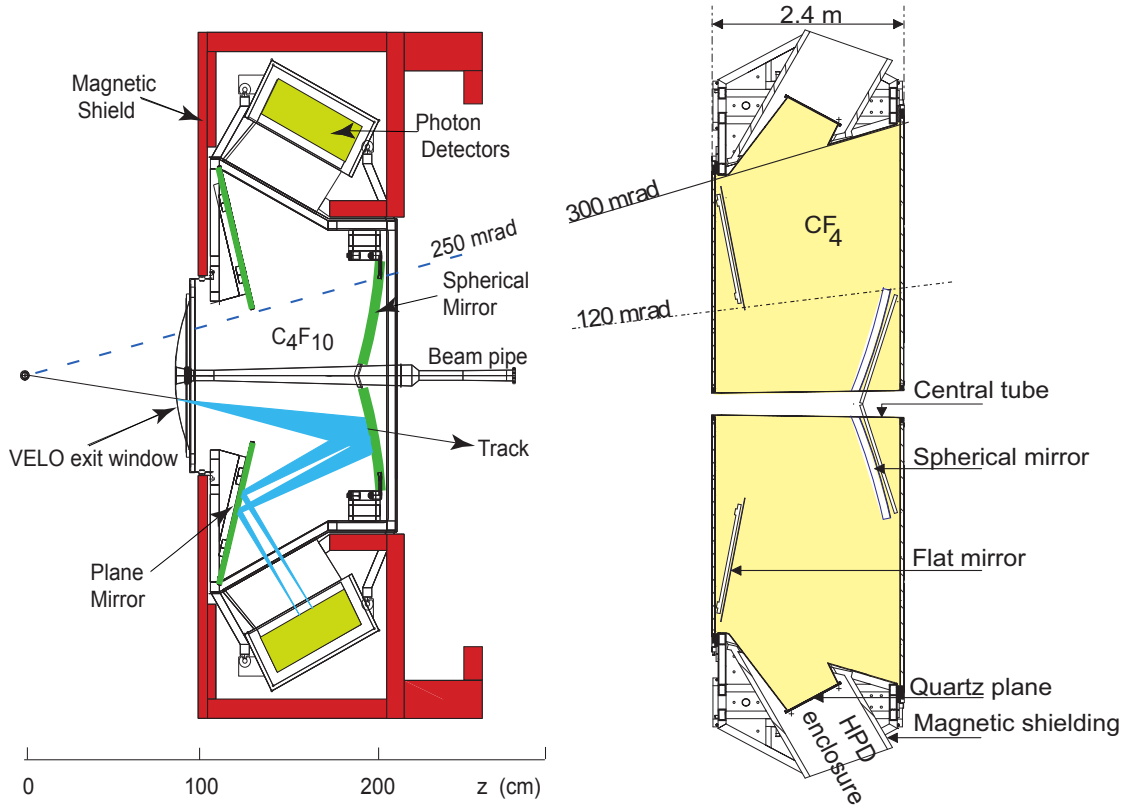 Magnetic
Shield
Photon
Detectors
250 mrad
Spherical
Mirror
C4F10
Beam pipe
VELO exit window
Track
Plane
Mirror
0
100
200
z (cm)
2.4 m
300 mrad
CF4
120 mrad
Central tube
Spherical mirror
Flat mirror
Quartz plane
Magnetic shielding
HPD
enclosure